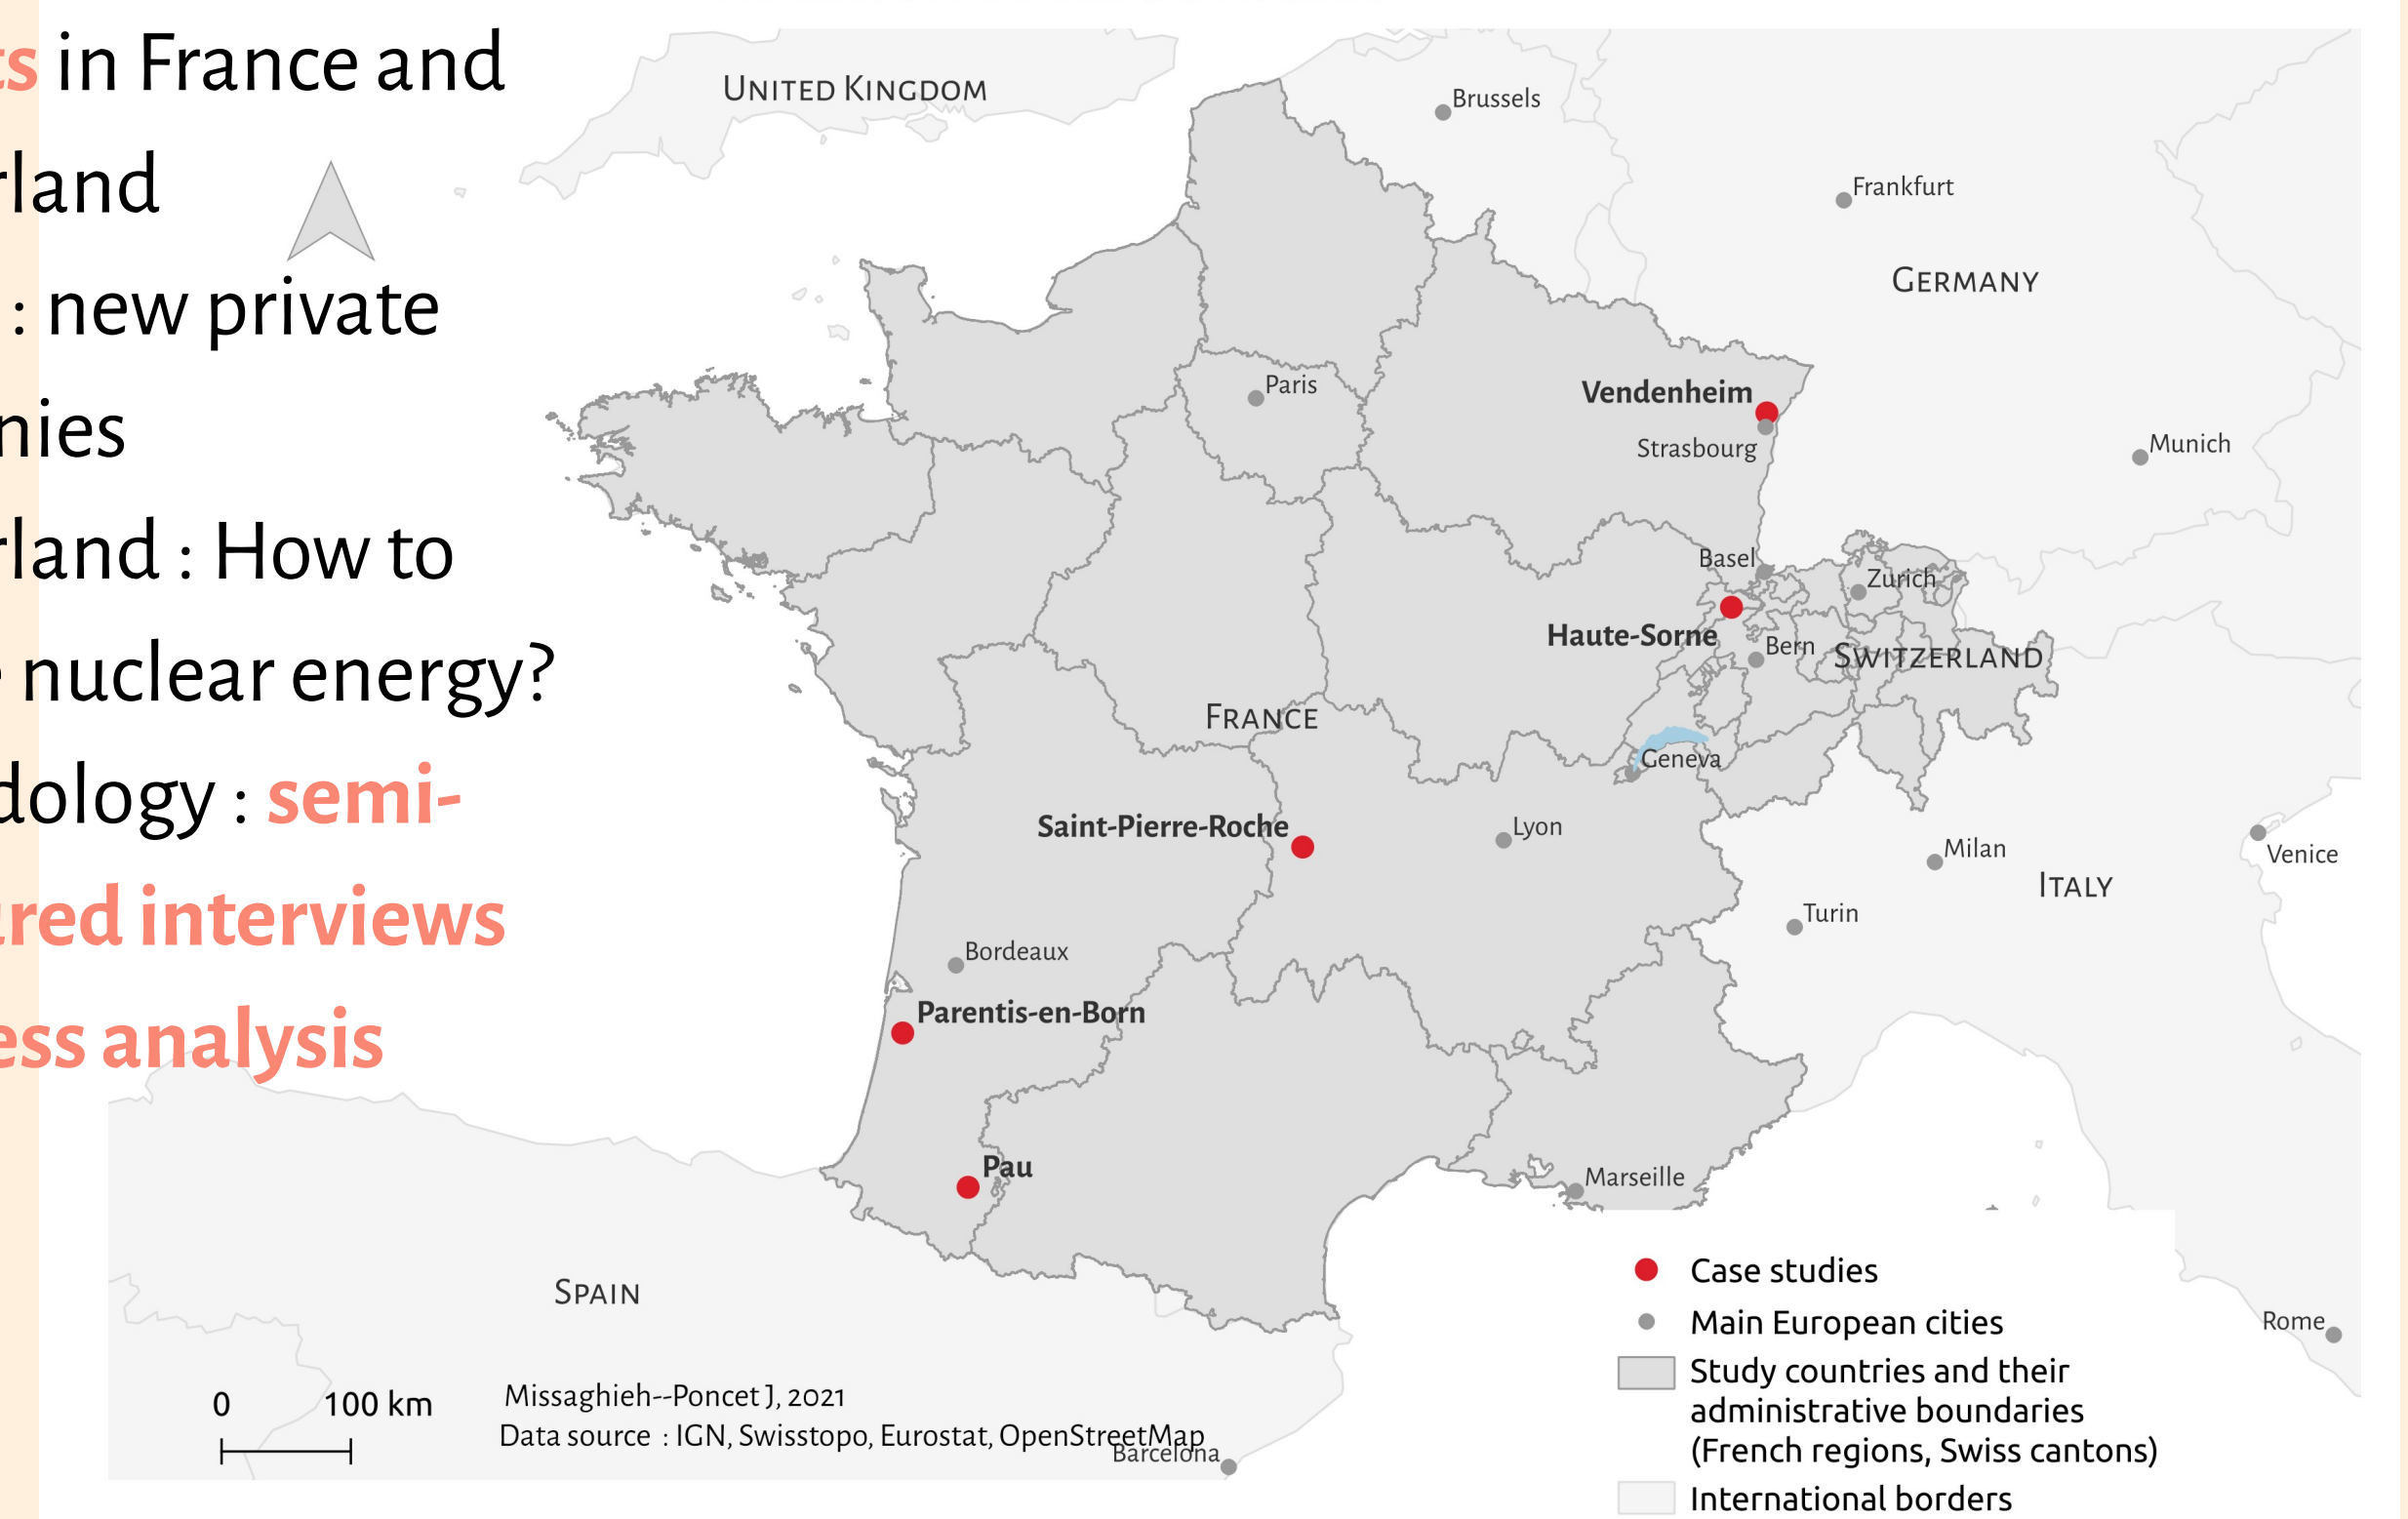 ts in France and
rland
: new private
nies
rland : How to
nuclear energy?
dology : semi-
red interviews
ess analysis
UNITED KINGDOM
Brussels
Frankfurt
GERMANY
Paris
Vendenheim
Strasbourg
Munich
Basel
Zurich
Haute-Sorne
Bern
SWITZERLAND
FRANCE
Geneva
Saint-Pierre-Roche
Lyon
Milan
Venice
ITALY
Turin
Bordeaux
Parentis-en-Born
Pau
Marseille
SPAIN
Rome
Barcelona
Case studies
Main European cities
Study countries and their
administrative boundaries
(French regions, Swiss cantons)
International borders
0 100 km
Missaghieh--Poncet J, 2021
Data source : IGN, Swisstopo, Eurostat, OpenStreetMap